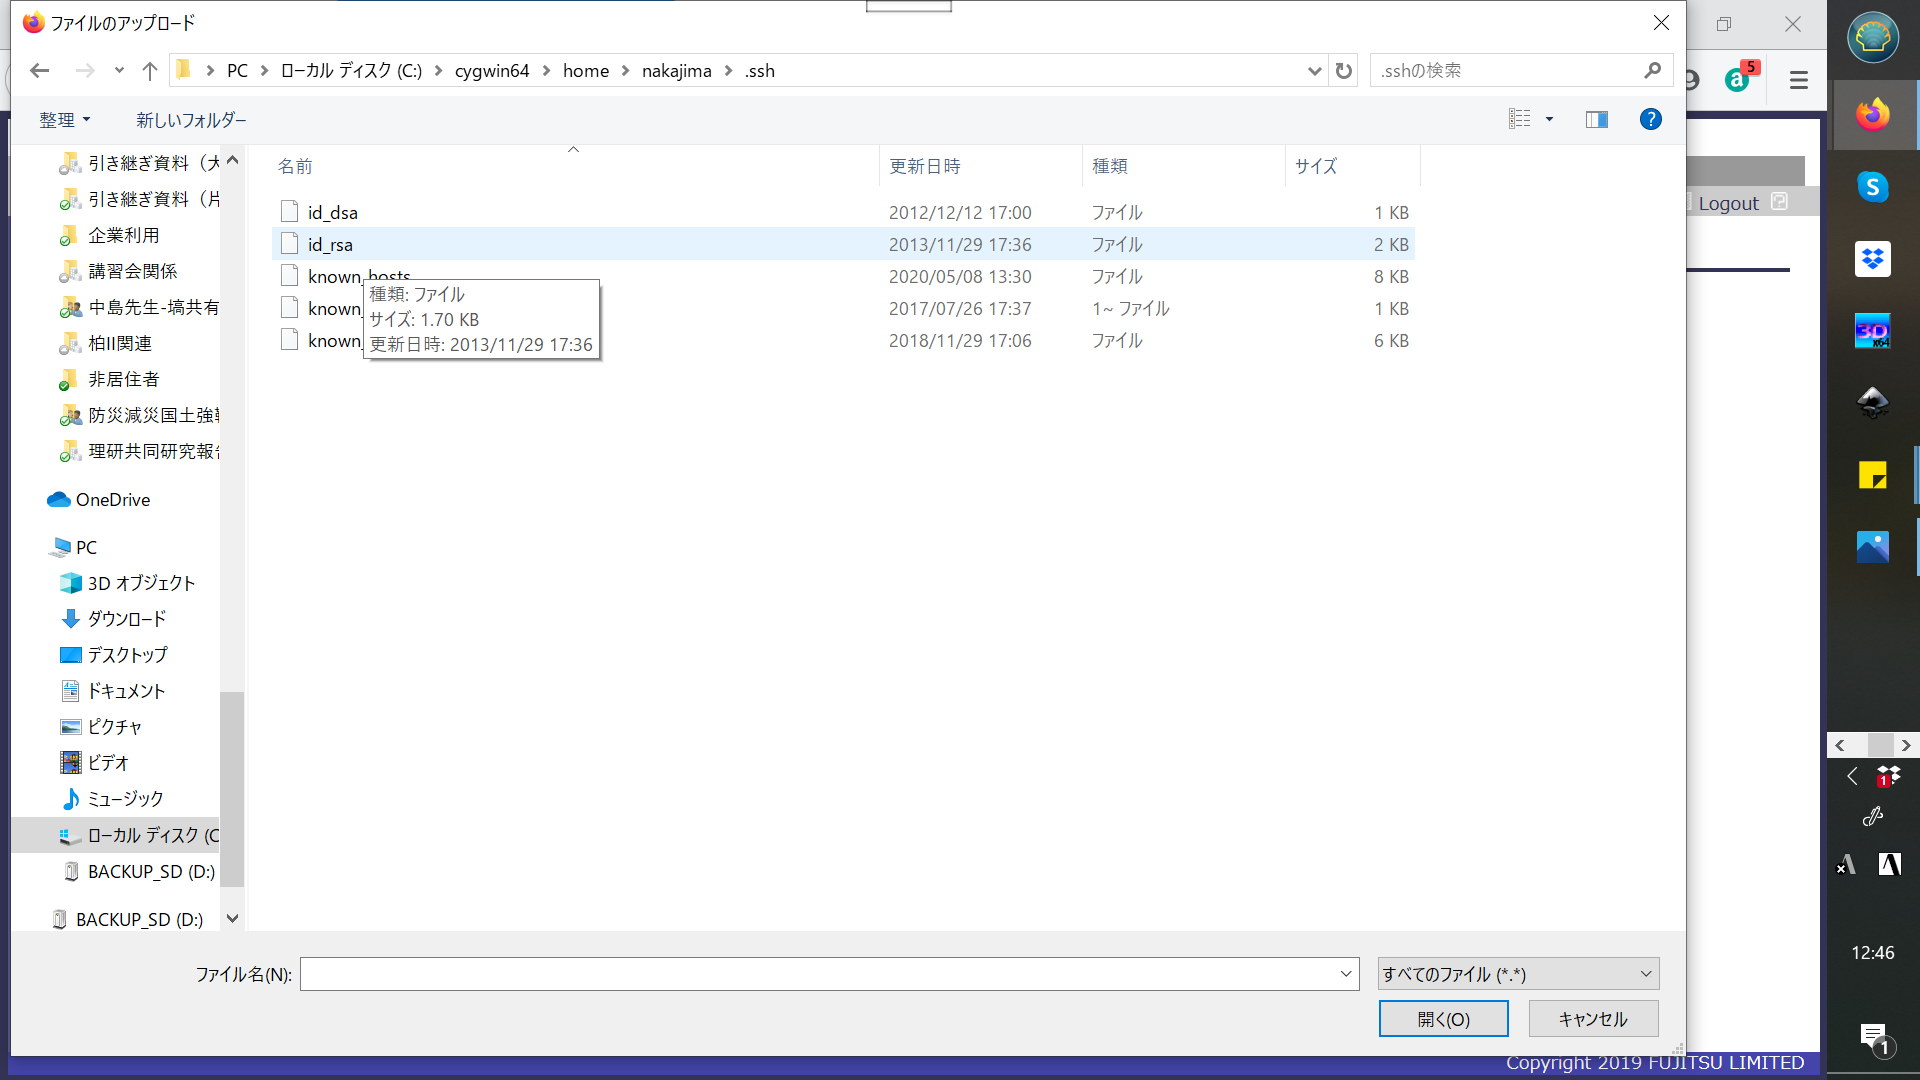 ファイルのアップロード
PC
ローカル ディスク (C:)
cygwin64
home
nakajima
.ssh
.sshの検索
5
整理
新しいフォルダー
Logout
引き継ぎ資料（大
引き継ぎ資料（片
企業利用
講習会関係
中島先生-塙共有
柏II関連
非居住者
防災減災国土強靭
理研共同研究報告
OneDrive
PC
3D オブジェクト
ダウンロード
デスクトップ
ドキュメント
ピクチャ
ビデオ
ミュージック
ローカル ディスク (C
BACKUP_SD (D:)
BACKUP_SD (D:)
名前 更新日時 種類 サイズ
id_dsa 2012/12/12 17:00 ファイル 1 KB
id_rsa 2013/11/29 17:36 ファイル 2 KB
known_hosts 2020/05/08 13:30 ファイル 8 KB
known_ 2017/07/26 17:37 1~ ファイル 1 KB
known_ 2018/11/29 17:06 ファイル 6 KB
種類: ファイル
サイズ: 1.70 KB
更新日時: 2013/11/29 17:36
ファイル名(N):
すべてのファイル (*.*)
開く(O)
キャンセル
3D
x64
1
12:46
1
Copyright 2019 FUJITSU LIMITED